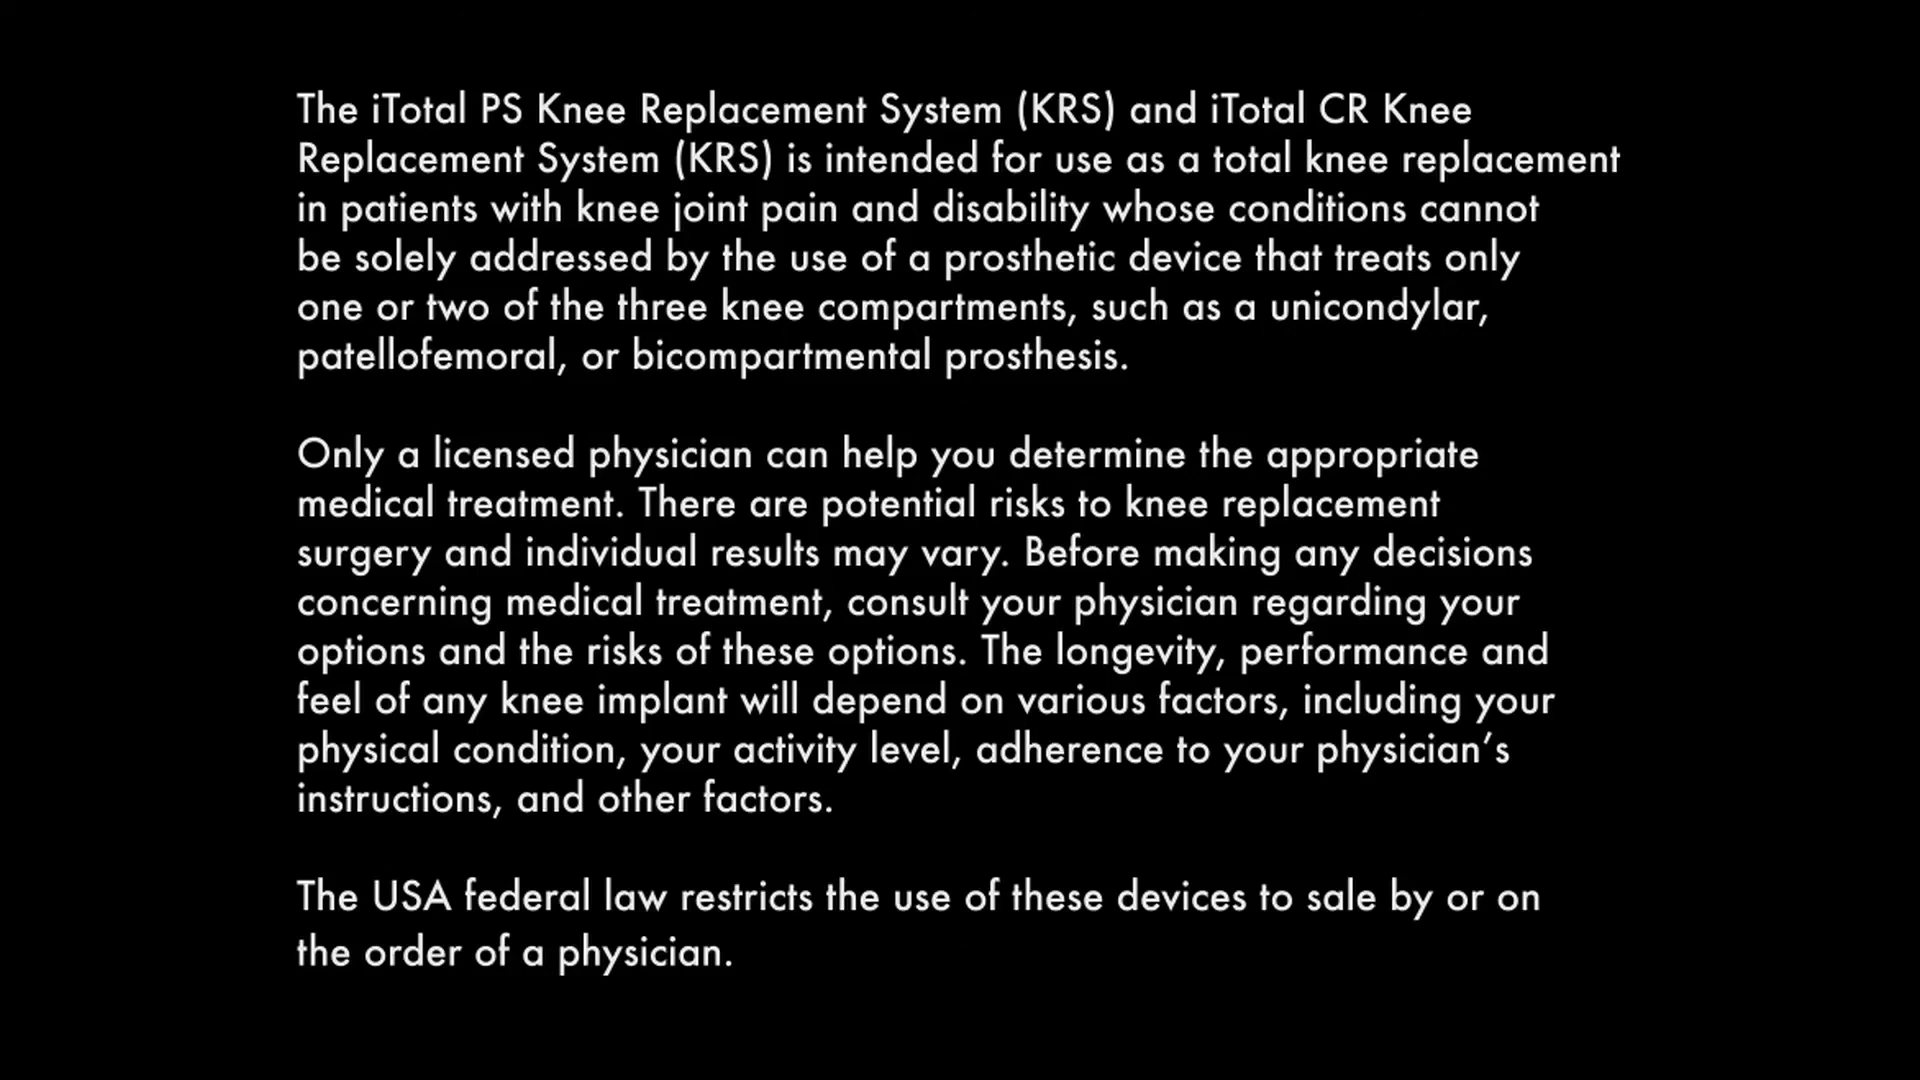 The iTotal PS Knee Replacement System (KRS) and iTotal CR Knee
Replacement System (KRS) is intended for use as a total knee replacement
in patients with knee joint pain and disability whose conditions cannot
be solely addressed by the use of a prosthetic device that treats only
one or two of the three knee compartments, such as a unicondylar,
patellofemoral, or bicompartmental prosthesis.
Only a licensed physician can help you determine the appropriate
medical treatment. There are potential risks to knee replacement
surgery and individual results may vary. Before making any decisions
concerning medical treatment, consult your physician regarding your
options and the risks of these options. The longevity, performance and
feel of any knee implant will depend on various factors, including your
physical condition, your activity level, adherence to your physician’s
instructions, and other factors.
The USA federal law restricts the use of these devices to sale by or on
the order of a physician.